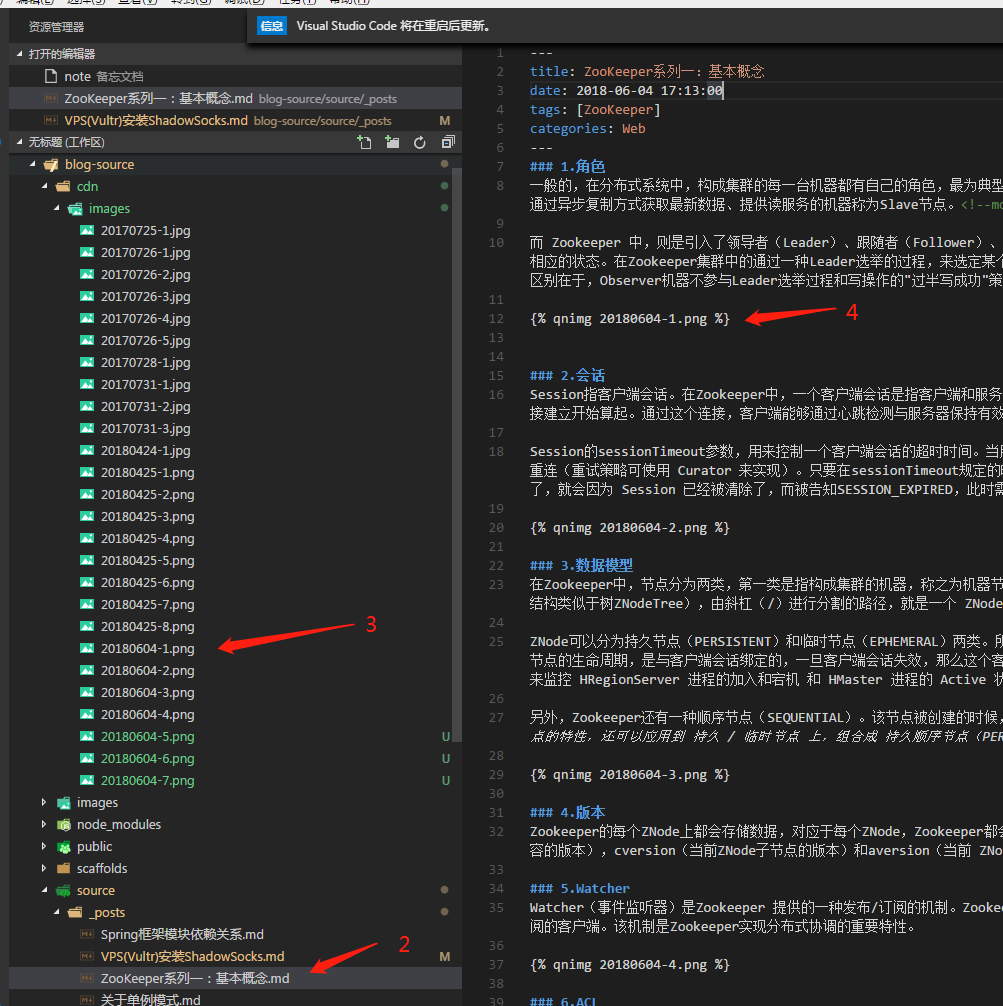 编辑(E) 选择(S) 查看(V) 转到(G) 调试(D) 任务(T) 帮助(H)
资源管理器
信息 Visual Studio Code 将在重启后更新。
打开的编辑器
note 备忘文档
ZooKeeper系列一：基本概念.md blog-source/source/_posts
VPS(Vultr)安装ShadowSocks.md blog-source/source/_posts M
无标题 (工作区)
blog-source
cdn
images
20170725-1.jpg
20170726-1.jpg
20170726-2.jpg
20170726-3.jpg
20170726-4.jpg
20170726-5.jpg
20170728-1.jpg
20170731-1.jpg
20170731-2.jpg
20170731-3.jpg
20180424-1.jpg
20180425-1.png
20180425-2.png
20180425-3.png
20180425-4.png
20180425-5.png
20180425-6.png
20180425-7.png
20180425-8.png
20180604-1.png
3
20180604-2.png
20180604-3.png
20180604-4.png
20180604-5.png U
20180604-6.png U
20180604-7.png U
images
node_modules
public
scaffolds
source
_posts
Spring框架模块依赖关系.md
VPS(Vultr)安装ShadowSocks.md M
2
ZooKeeper系列一：基本概念.md
关于单例模式.md
1 ---
2 title: ZooKeeper系列一：基本概念
3 date: 2018-06-04 17:13:00
4 tags: [ZooKeeper]
5 categories: Web
6 ---
7 ### 1.角色
8 一般的，在分布式系统中，构成集群的每一台机器都有自己的角色，最为典型
通过异步复制方式获取最新数据、提供读服务的机器称为Slave节点。<!--mo
9
10 而 Zookeeper 中，则是引入了领导者（Leader）、跟随者（Follower）、
相应的状态。在Zookeeper集群中的通过一种Leader选举的过程，来选定某个
区别在于，Observer机器不参与Leader选举过程和写操作的"过半写成功"策
11
12 {% qnimg 20180604-1.png %}
4
13
14
15 ### 2.会话
16 Session指客户端会话。在Zookeeper中，一个客户端会话是指客户端和服务
接建立开始算起。通过这个连接，客户端能够通过心跳检测与服务器保持有效
17
18 Session的sessionTimeout参数，用来控制一个客户端会话的超时时间。当
重连（重试策略可使用 Curator 来实现）。只要在sessionTimeout规定的
了，就会因为 Session 已经被清除了，而被告知SESSION_EXPIRED，此时需
19
20 {% qnimg 20180604-2.png %}
21
22 ### 3.数据模型
23 在Zookeeper中，节点分为两类，第一类是指构成集群的机器，称之为机器节
结构类似于树ZNodeTree），由斜杠（/）进行分割的路径，就是一个 ZNode
24
25 ZNode可以分为持久节点（PERSISTENT）和临时节点（EPHEMERAL）两类。所
节点的生命周期，是与客户端会话绑定的，一旦客户端会话失效，那么这个客
来监控 HRegionServer 进程的加入和宕机 和 HMaster 进程的 Active 状
26
27 另外，Zookeeper还有一种顺序节点（SEQUENTIAL）。该节点被创建的时候，
点的特性，还可以应用到 持久 / 临时节点 上，组合成 持久顺序节点（PER
28
29 {% qnimg 20180604-3.png %}
30
31 ### 4.版本
32 Zookeeper的每个ZNode上都会存储数据，对应于每个ZNode，Zookeeper都会
容的版本），cversion（当前ZNode子节点的版本）和aversion（当前 ZNo
33
34 ### 5.Watcher
35 Watcher（事件监听器）是Zookeeper 提供的一种发布/订阅的机制。Zooke
阅的客户端。该机制是Zookeeper实现分布式协调的重要特性。
36
37 {% qnimg 20180604-4.png %}
38
39 ### 6.ACL